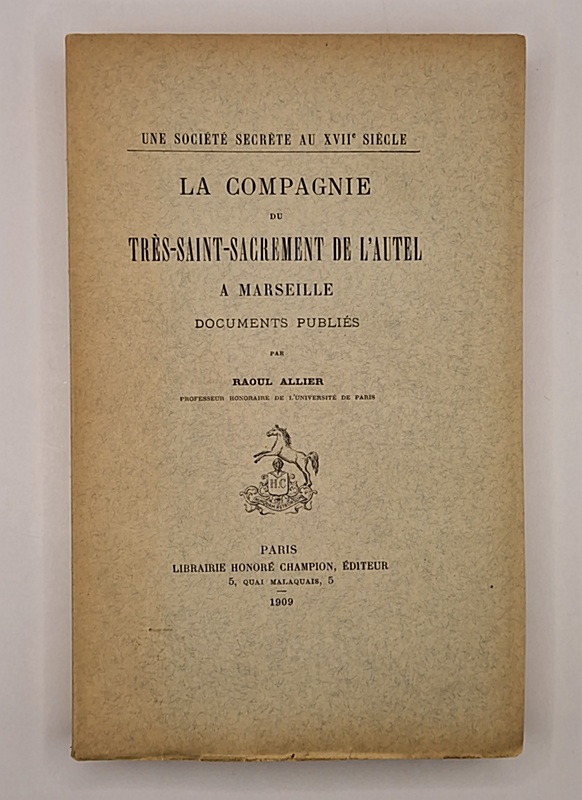 UNE SOCIÉTÉ SECRÈTE AU XVIIe SIÈCLE
LA COMPAGNIE
DU
TRÈS-SAINT-SACREMENT DE L'AUTEL
A MARSEILLE
DOCUMENTS PUBLIÉS
PAR
RAOUL ALLIER
PROFESSEUR HONORAIRE DE L'UNIVERSITÉ DE PARIS
H.C
PARIS
LIBRAIRIE HONORÉ CHAMPION, ÉDITEUR
5, QUAI MALAQUAIS, 5
1909